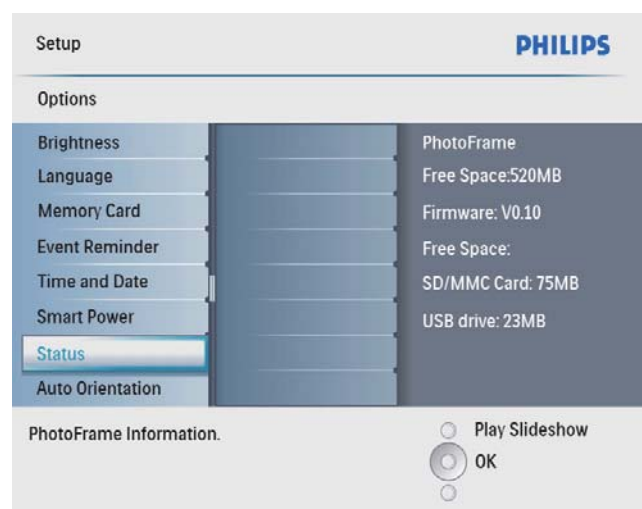 Setup
PHILIPS
Options
Brightness
Language
Memory Card
Event Reminder
Time and Date
Smart Power
Status
Auto Orientation
PhotoFrame
Free Space:520MB
Firmware: V0.10
Free Space:
SD/MMC Card: 75MB
USB drive: 23MB
PhotoFrame Information.
Play Slideshow
OK